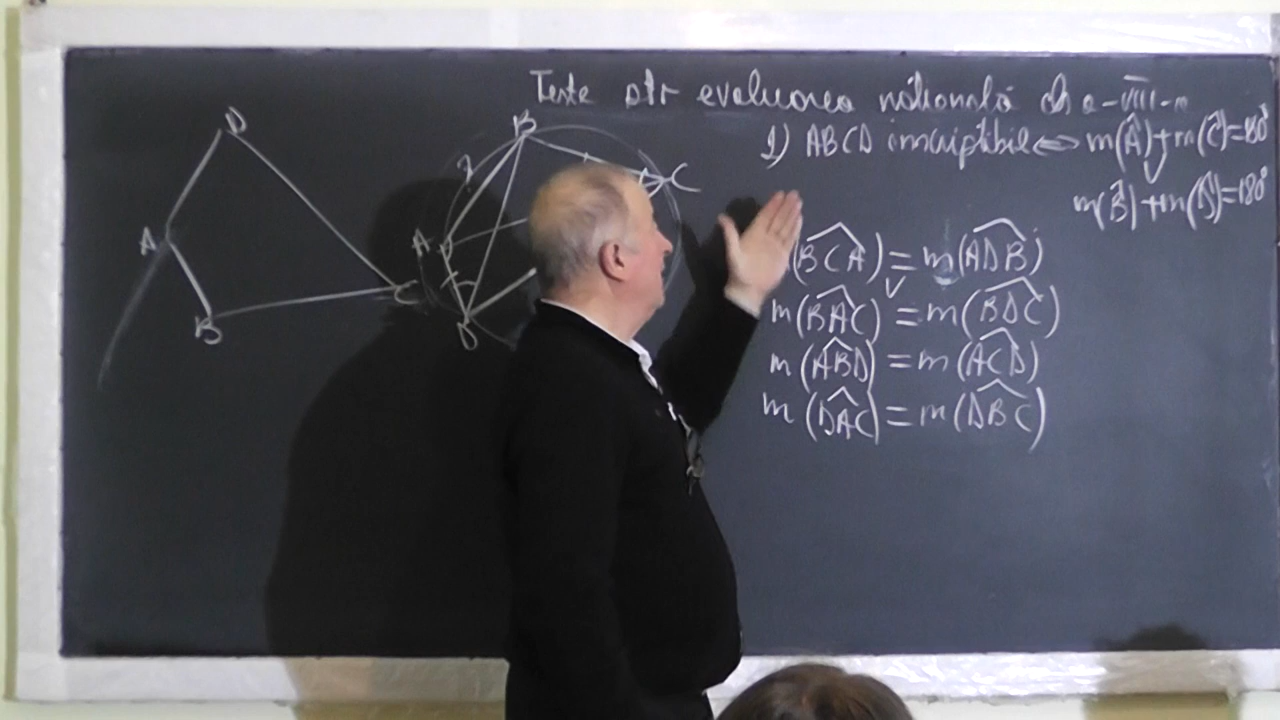 Teste ptr evaluarea națională cls a-VIII-a
1) ABCD inscriptibil ⇔ m(Â)+m(Ĉ)=180°
m(B̂)+m(D̂)=180°
(BCA)=m(ADB)
m(BAC)=m(BDC)
m(ABD)=m(ACD)
m(DAC)=m(DBC)
D
A
B
C
B
C
A
D